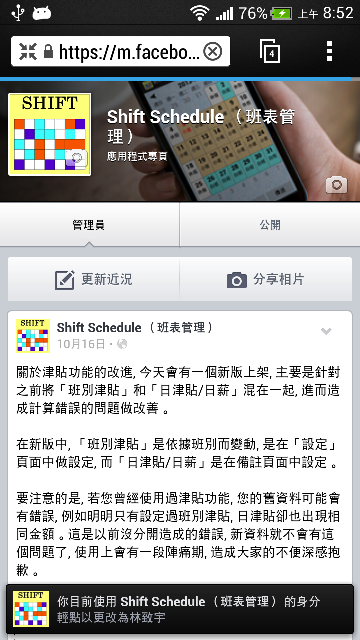 76% 上午 8:52
https://m.facebo... 4
SHIFT
Shift Schedule（班表管
理）
應用程式專頁
管理員 公開
更新近況 分享相片
SHIFT
Shift Schedule（班表管理）
10月16日
關於津貼功能的改進, 今天會有一個新版上架, 主要是針對
之前將「班別津貼」和「日津貼/日薪」混在一起, 進而造
成計算錯誤的問題做改善。
在新版中,「班別津貼」是依據班別而變動, 是在「設定」
頁面中做設定, 而「日津貼/日薪」是在備註頁面中設定。
要注意的是, 若您曾經使用過津貼功能, 您的舊資料可能會
有錯誤, 例如明明只有設定過班別津貼, 日津貼卻也出現相
同金額。這是以前沒分開造成的錯誤, 新資料就不會有這
個問題了, 使用上會有一段陣痛期, 造成大家的不便深感抱
歉。
SHIFT
你目前使用 Shift Schedule（班表管理）的身分
輕點以更改為林致宇